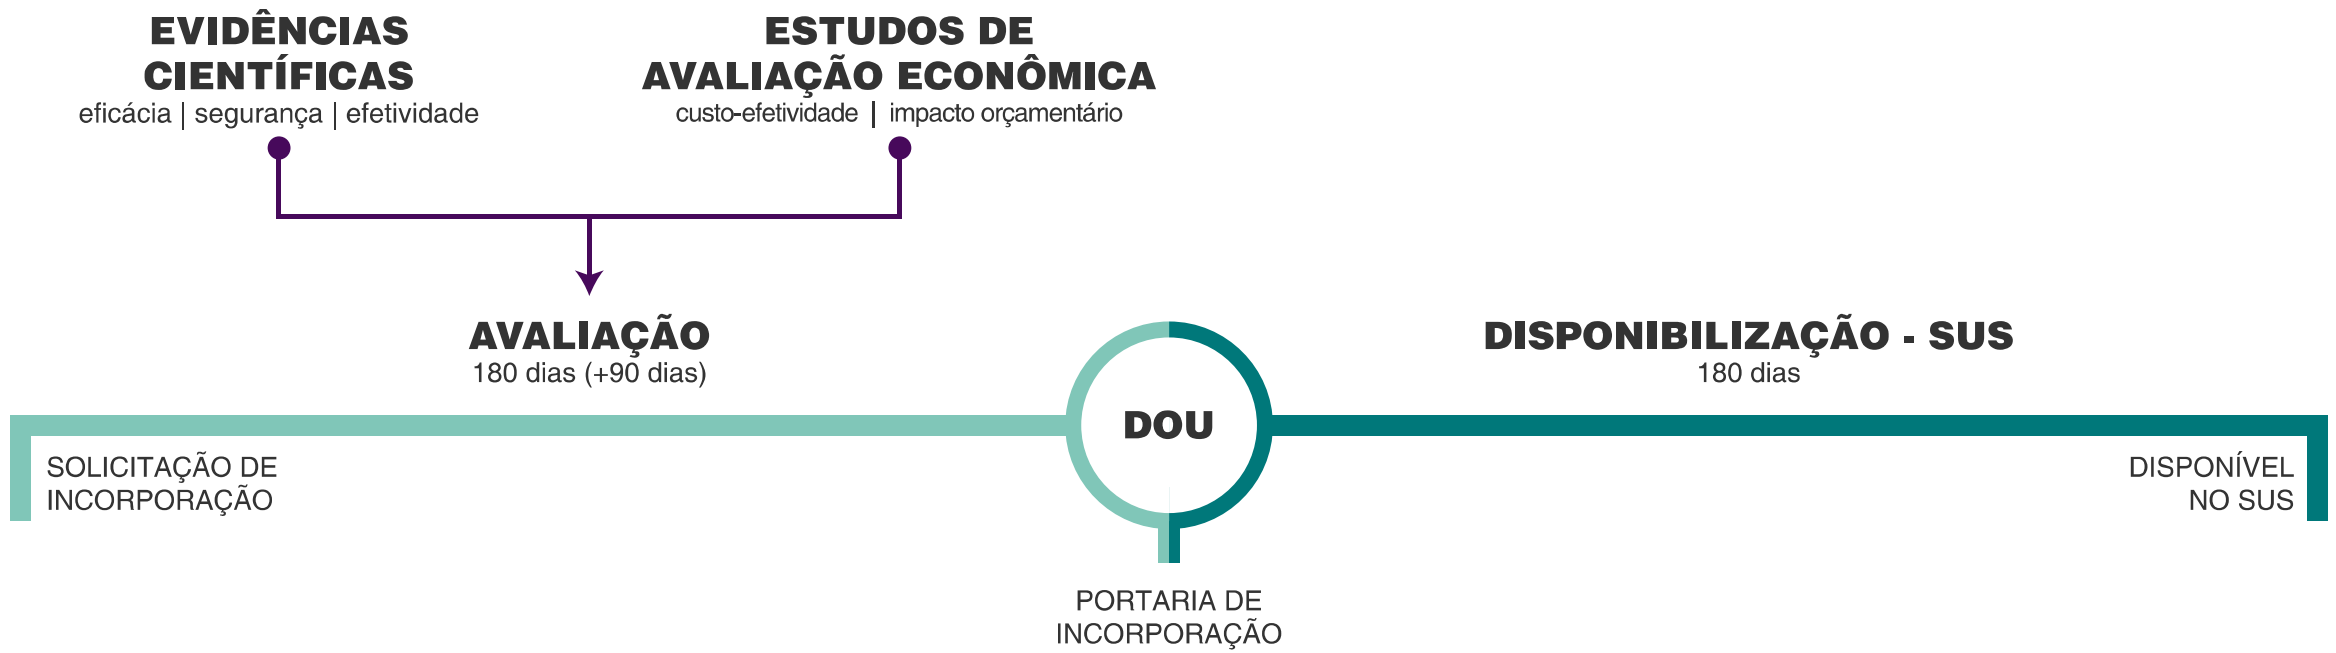 EVIDÊNCIAS
CIENTÍFICAS
eficácia | segurança | efetividade
ESTUDOS DE
AVALIAÇÃO ECONÔMICA
custo-efetividade | impacto orçamentário
AVALIAÇÃO
180 dias (+90 dias)
DISPONIBILIZAÇÃO - SUS
180 dias
DOU
SOLICITAÇÃO DE
INCORPORAÇÃO
DISPONÍVEL
NO SUS
PORTARIA DE
INCORPORAÇÃO